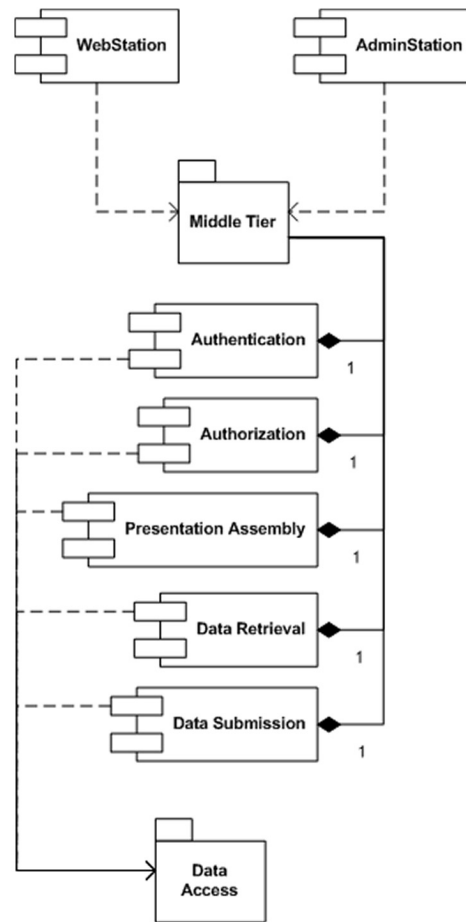 WebStation
AdminStation
Middle Tier
Authentication
1
Authorization
1
Presentation Assembly
1
Data Retrieval
1
Data Submission
1
Data
Access